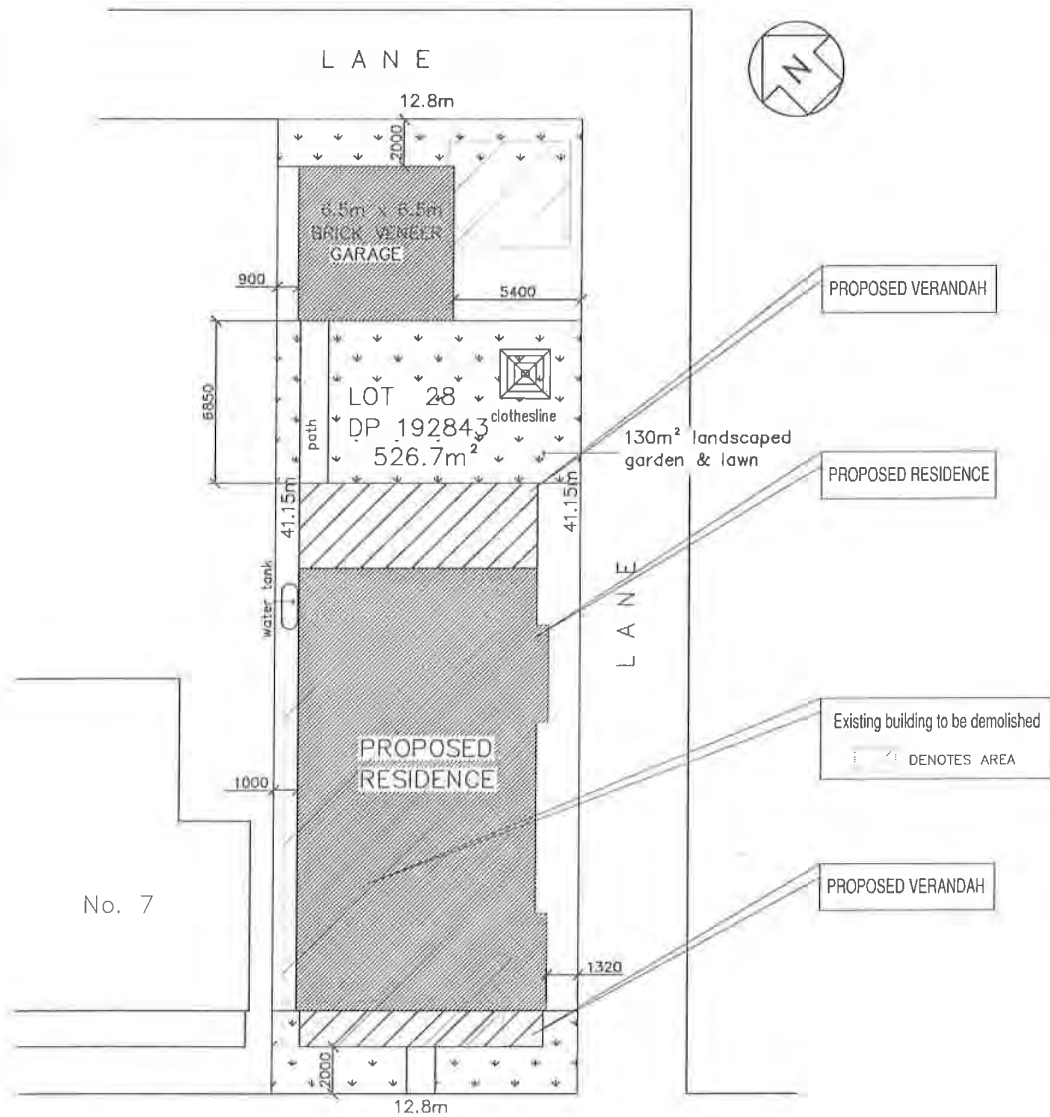 LANE
N
12.8m
2000
6.5m x 6.5m
BRICK VENEER
GARAGE
900
5400
PROPOSED VERANDAH
6850
path
LOT 28
DP 192843
526.7m²
clothesline
130m² landscaped
garden & lawn
PROPOSED RESIDENCE
41.15m
41.15m
water tank
LANE
Existing building to be demolished
DENOTES AREA
PROPOSED
RESIDENCE
1000
No. 7
PROPOSED VERANDAH
1320
2000
12.8m